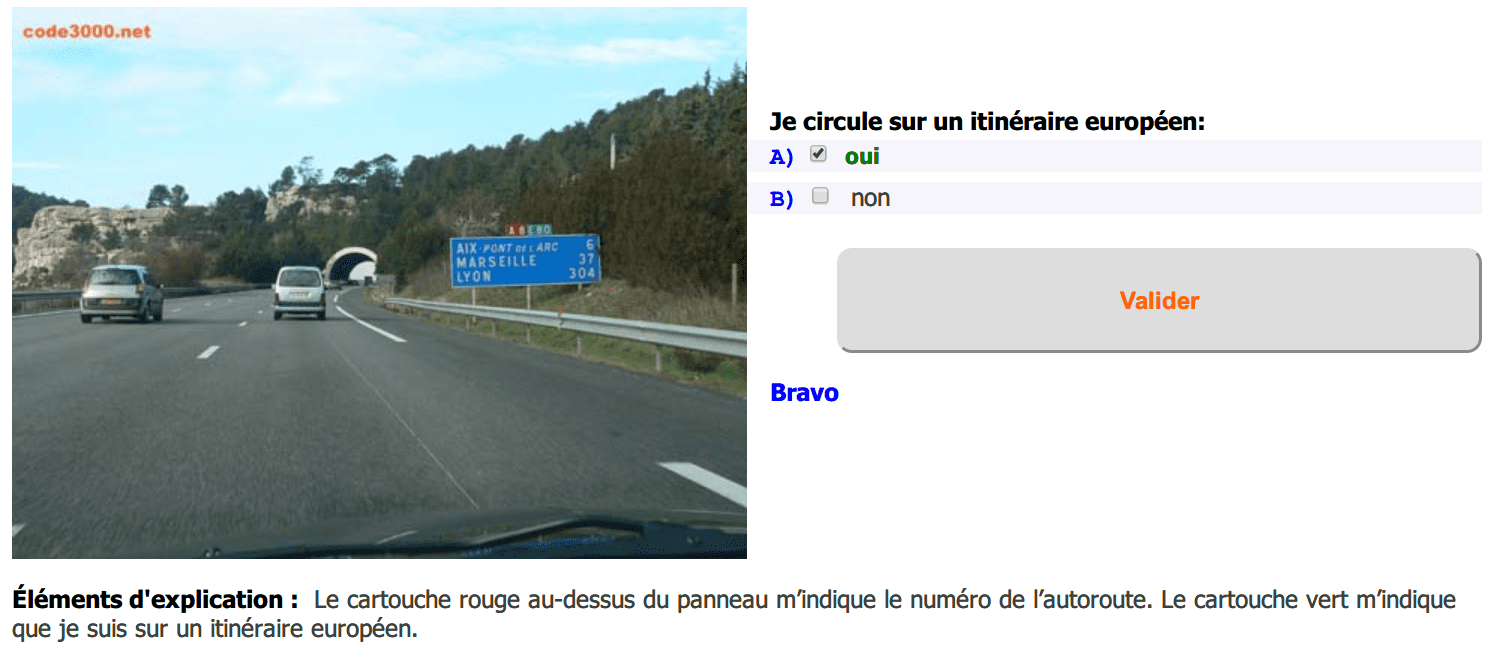 code3000.net
A 8 E80
AIX-PONT DE L'ARC 6
MARSEILLE 37
LYON 304
Je circule sur un itinéraire européen:
A) oui
B) non
Valider
Bravo
Éléments d'explication : Le cartouche rouge au-dessus du panneau m’indique le numéro de l’autoroute. Le cartouche vert m’indique
que je suis sur un itinéraire européen.